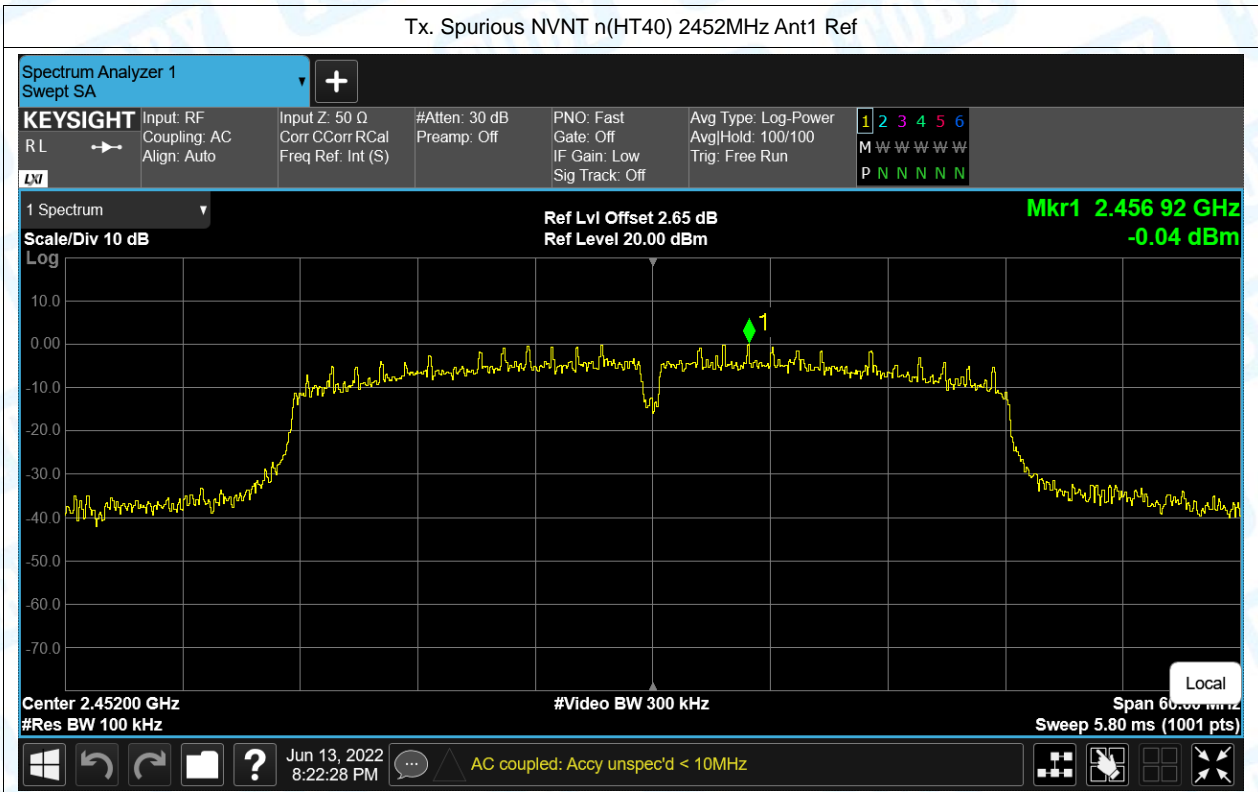 Tx. Spurious NVNT n(HT40) 2452MHz Ant1 Ref
Spectrum Analyzer 1
Swept SA
KEYSIGHT
RL
LXI
Input: RF
Coupling: AC
Align: Auto
Input Z: 50 Ω
Corr CCorr RCal
Freq Ref: Int (S)
#Atten: 30 dB
Preamp: Off
PNO: Fast
Gate: Off
IF Gain: Low
Sig Track: Off
Avg Type: Log-Power
Avg|Hold: 100/100
Trig: Free Run
1 2 3 4 5 6
M W W W W W
P N N N N N
1 Spectrum
Scale/Div 10 dB
Ref Lvl Offset 2.65 dB
Ref Level 20.00 dBm
Mkr1 2.456 92 GHz
-0.04 dBm
Log
10.0
0.00
-10.0
-20.0
-30.0
-40.0
-50.0
-60.0
-70.0
1
Local
Center 2.45200 GHz
#Res BW 100 kHz
#Video BW 300 kHz
Span 60.00 MHz
Sweep 5.80 ms (1001 pts)
?
Jun 13, 2022
8:22:28 PM
AC coupled: Accy unspec'd < 10MHz